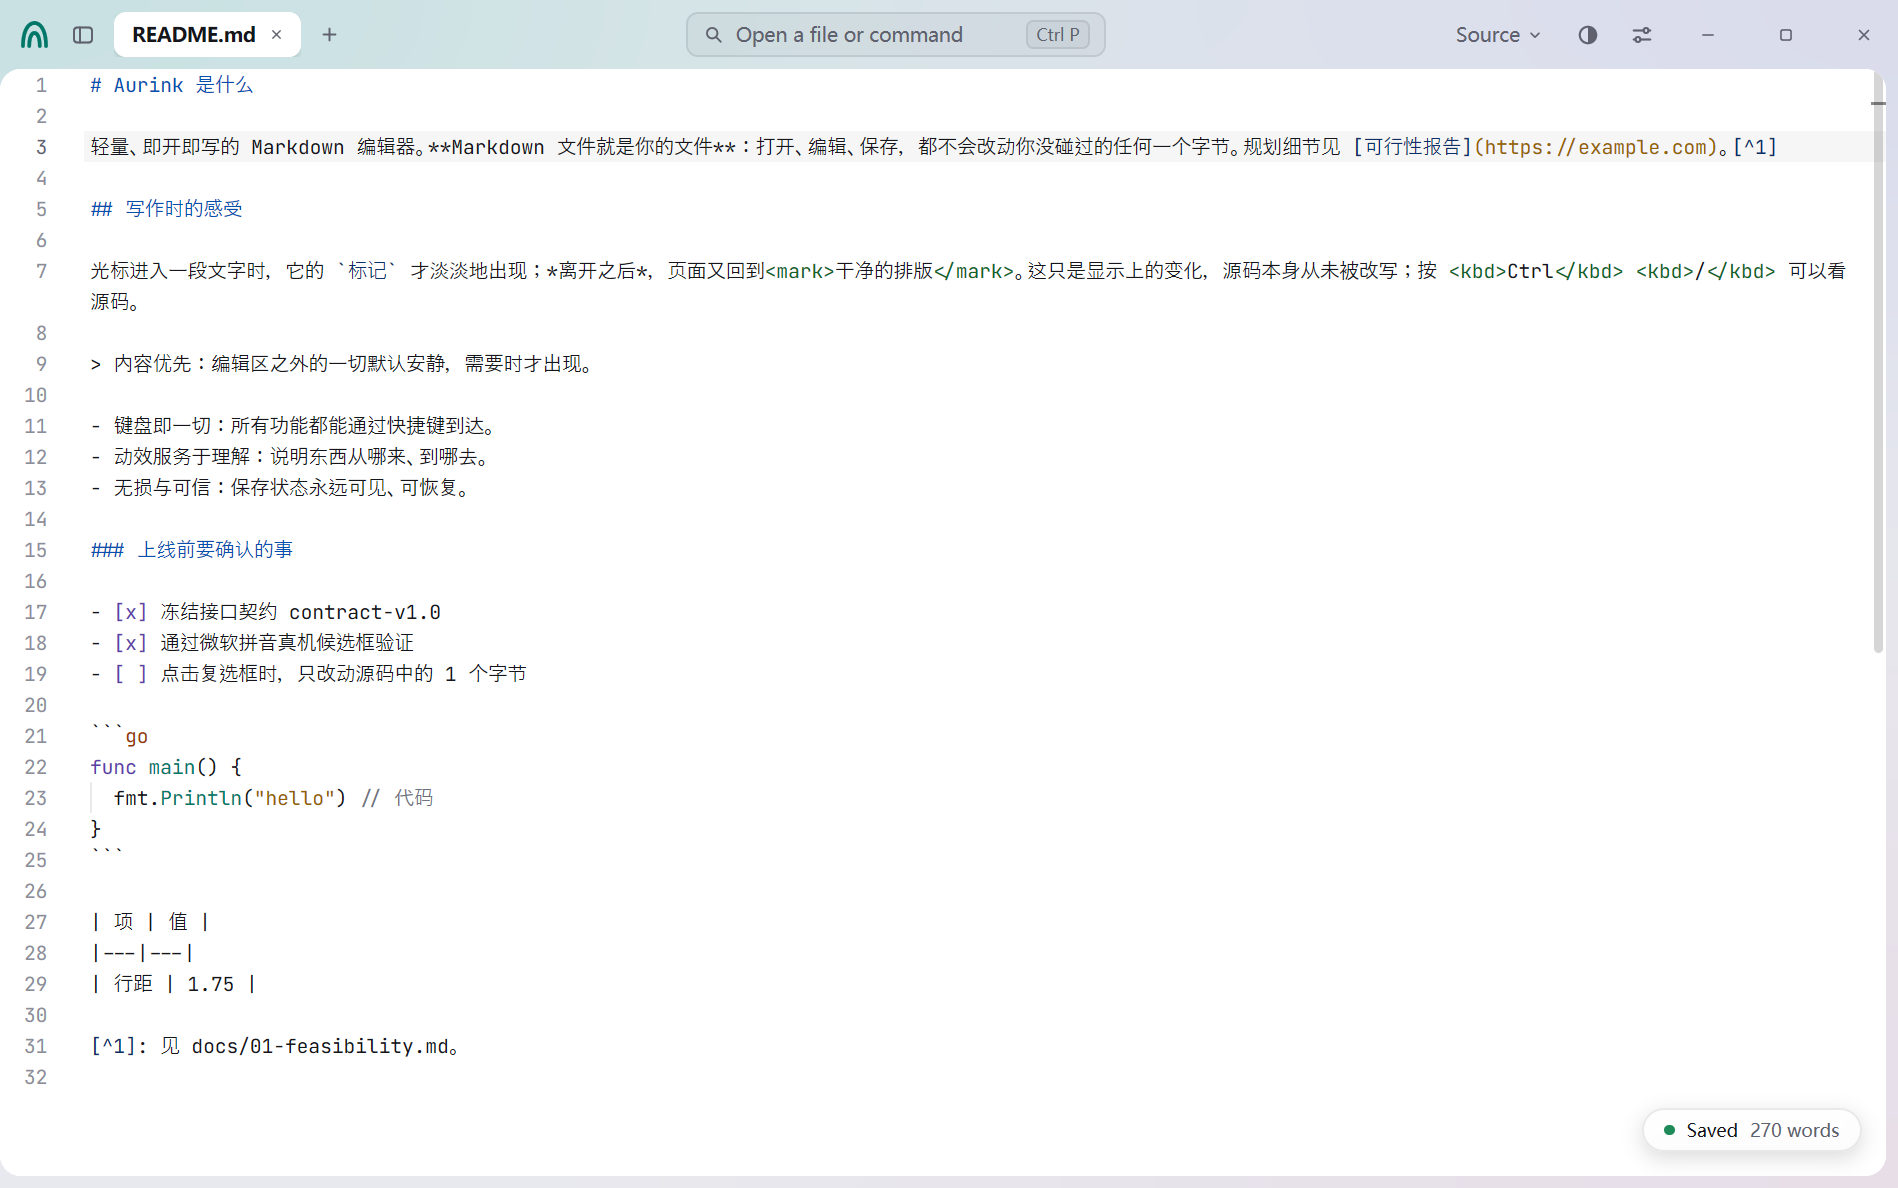 README.md
Open a file or command
Ctrl P
Source
1 # Aurink 是什么
2
3 轻量、即开即写的 Markdown 编辑器。**Markdown 文件就是你的文件**：打开、编辑、保存，都不会改动你没碰过的任何一个字节。规划细节见 [可行性报告](https://example.com)。[^1]
4
5 ## 写作时的感受
6
7 光标进入一段文字时，它的 `标记` 才淡淡地出现；*离开之后*，页面又回到<mark>干净的排版</mark>。这只是显示上的变化，源码本身从未被改写；按 <kbd>Ctrl</kbd> <kbd>/</kbd> 可以看
源码。
8
9 > 内容优先：编辑区之外的一切默认安静，需要时才出现。
10
11 - 键盘即一切：所有功能都能通过快捷键到达。
12 - 动效服务于理解：说明东西从哪来、到哪去。
13 - 无损与可信：保存状态永远可见、可恢复。
14
15 ### 上线前要确认的事
16
17 - [x] 冻结接口契约 contract-v1.0
18 - [x] 通过微软拼音真机候选框验证
19 - [ ] 点击复选框时，只改动源码中的 1 个字节
20
21 ```go
22 func main() {
23   fmt.Println("hello") // 代码
24 }
25 ```
26
27 | 项 | 值 |
28 |---|---|
29 | 行距 | 1.75 |
30
31 [^1]: 见 docs/01-feasibility.md。
32
Saved 270 words